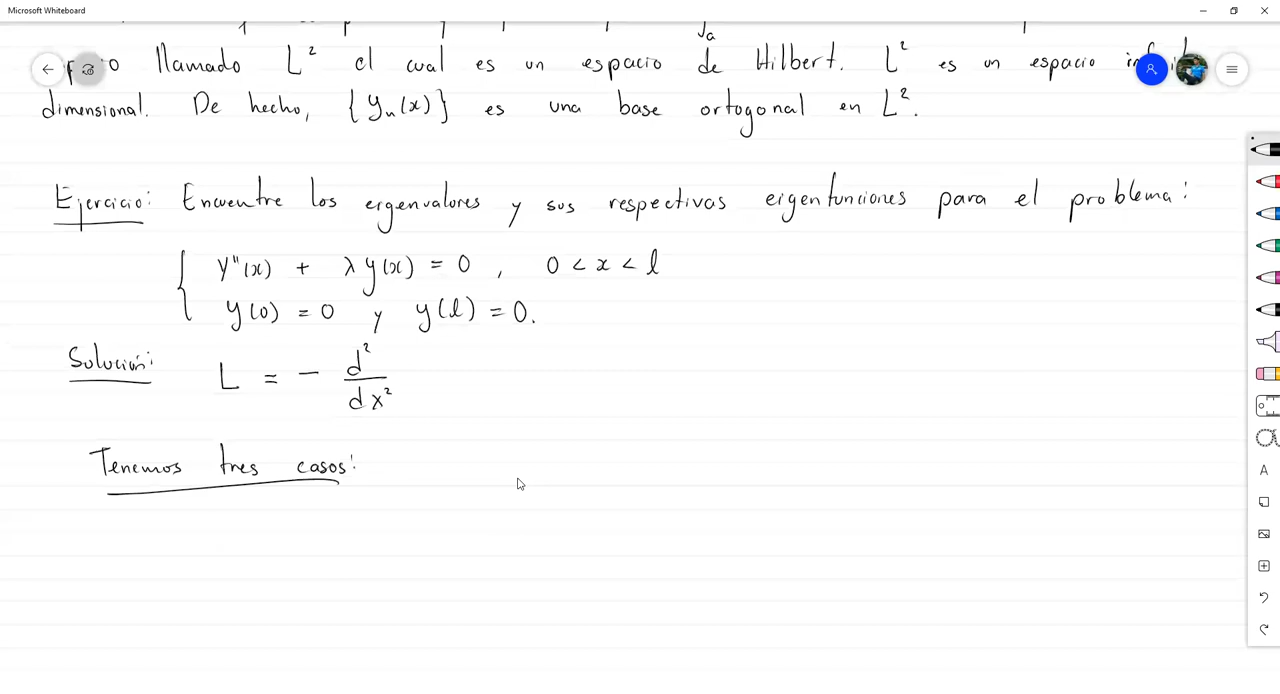 Microsoft Whiteboard
llamado L² el cual es un espacio de Hilbert. L² es un espacio
dimensional. De hecho, {yₙ(x)} es una base ortogonal en L².
Ejercicio: Encuentre los eigenvalores y sus respectivas eigenfunciones para el problema:
y''(x) + λy(x) = 0 , 0 < x < l
y(0) = 0 y y(l) = 0.
Solución: L = - d²/dx²
Tenemos tres casos: